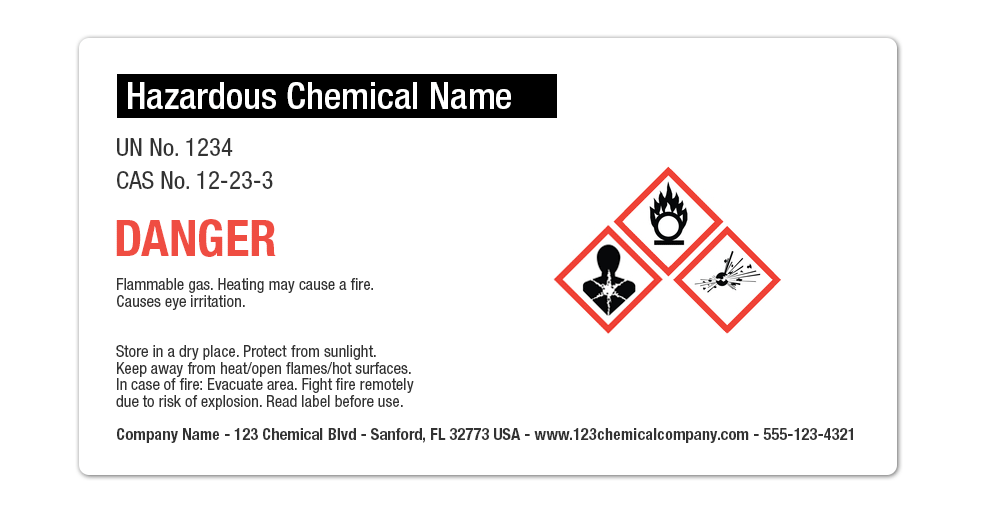 Hazardous Chemical Name
UN No. 1234
CAS No. 12-23-3
DANGER
Flammable gas. Heating may cause a fire.
Causes eye irritation.
Store in a dry place. Protect from sunlight.
Keep away from heat/open flames/hot surfaces.
In case of fire: Evacuate area. Fight fire remotely
due to risk of explosion. Read label before use.
Company Name - 123 Chemical Blvd - Sanford, FL 32773 USA - www.123chemicalcompany.com - 555-123-4321